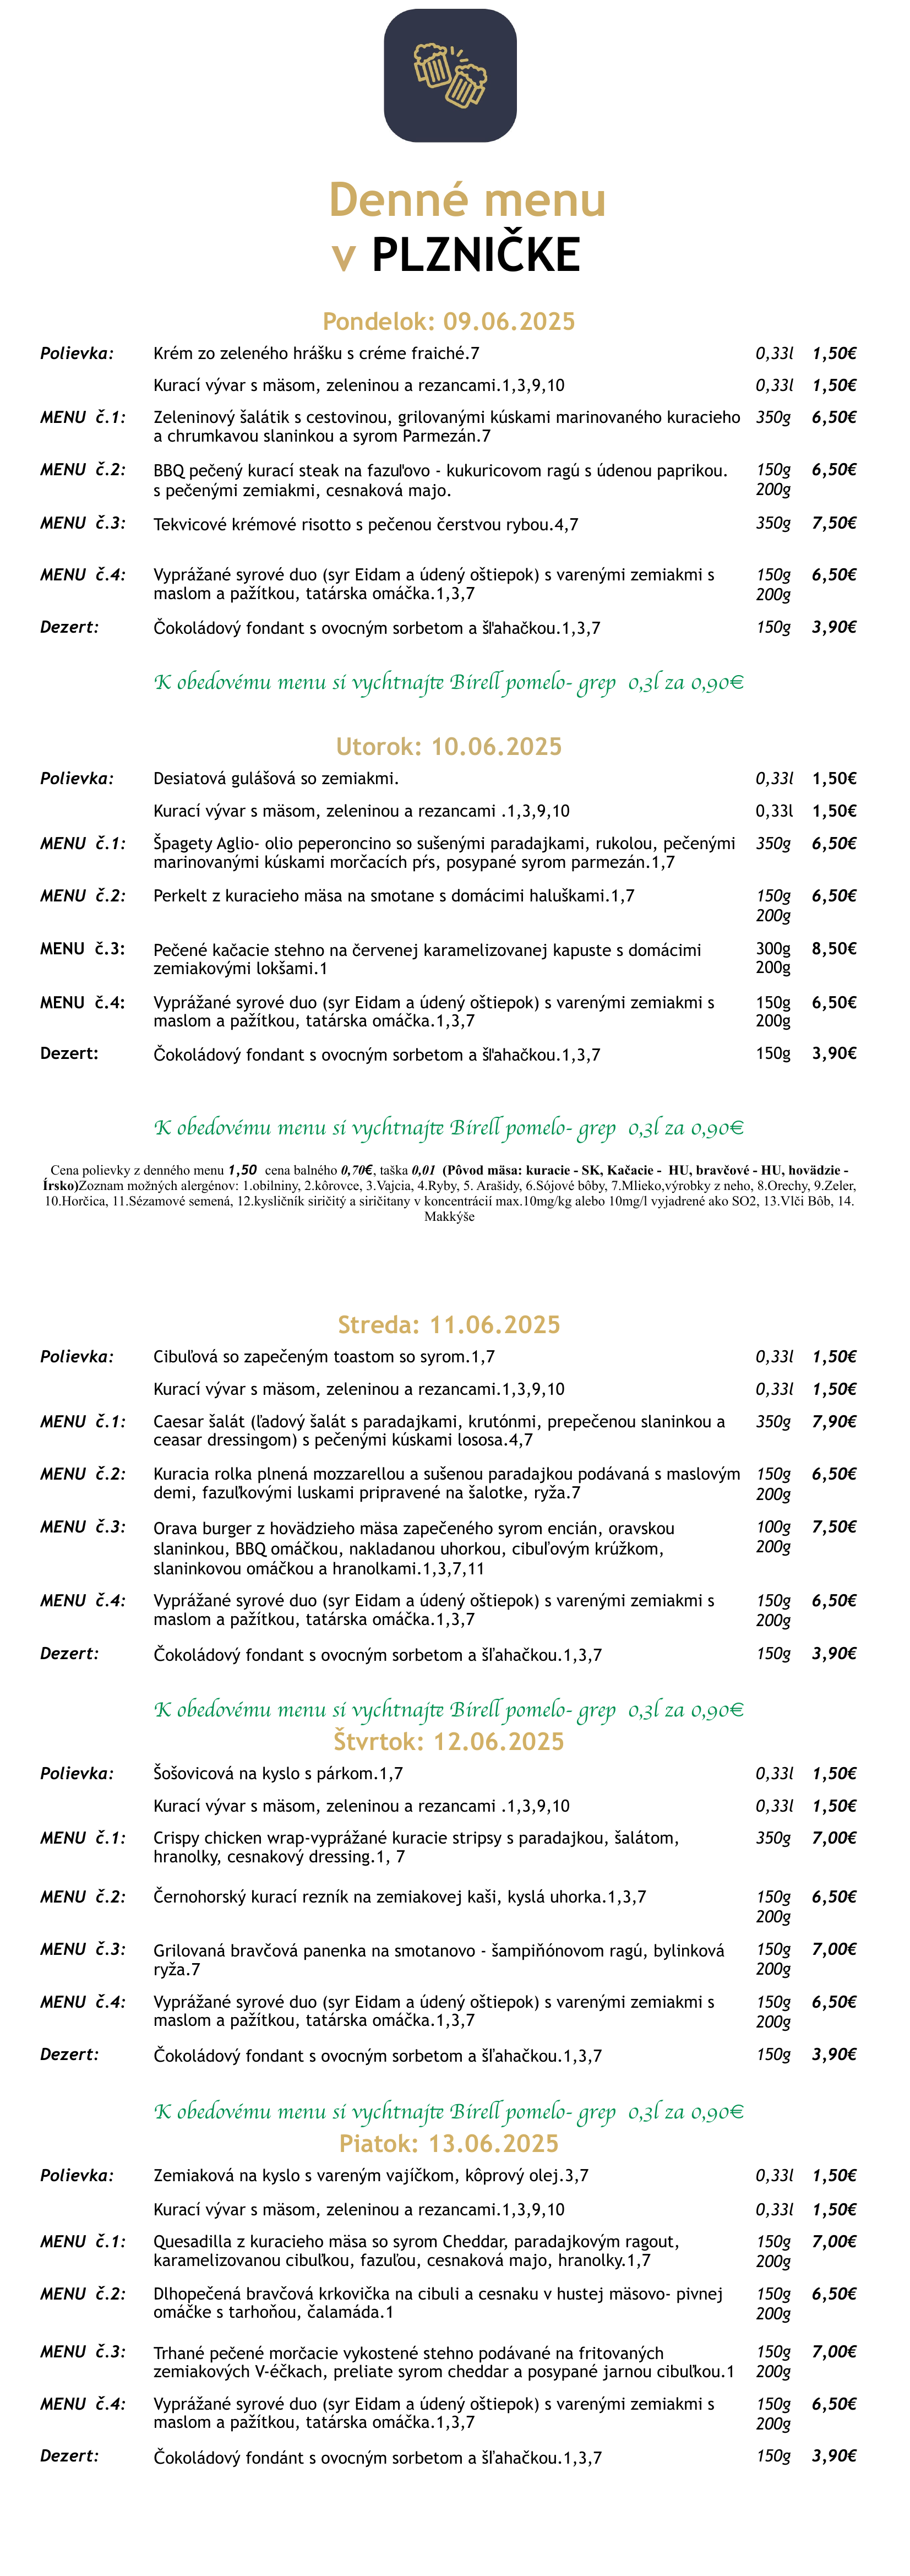 Denné menu
v PLZNIČKE
Pondelok: 09.06.2025
Polievka: Krém zo zeleného hrášku s créme fraiché.7 0,33l 1,50€
Kurací vývar s mäsom, zeleninou a rezancami.1,3,9,10 0,33l 1,50€
MENU č.1: Zeleninový šalátik s cestovinou, grilovanými kúskami marinovaného kuracieho 350g 6,50€
a chrumkavou slaninkou a syrom Parmezán.7
MENU č.2: BBQ pečený kurací steak na fazuľovo - kukuricovom ragú s údenou paprikou. 150g 6,50€
s pečenými zemiakmi, cesnaková majo. 200g
MENU č.3: Tekvicové krémové risotto s pečenou čerstvou rybou.4,7 350g 7,50€
MENU č.4: Vyprážané syrové duo (syr Eidam a údený oštiepok) s varenými zemiakmi s 150g 6,50€
maslom a pažítkou, tatárska omáčka.1,3,7 200g
Dezert: Čokoládový fondant s ovocným sorbetom a šľahačkou.1,3,7 150g 3,90€
K obedovému menu si vychtnajte Birell pomelo- grep 0,3l za 0,90€
Utorok: 10.06.2025
Polievka: Desiatová gulášová so zemiakmi. 0,33l 1,50€
Kurací vývar s mäsom, zeleninou a rezancami .1,3,9,10 0,33l 1,50€
MENU č.1: Špagety Aglio- olio peperoncino so sušenými paradajkami, rukolou, pečenými 350g 6,50€
marinovanými kúskami morčacích pŕs, posypané syrom parmezán.1,7
MENU č.2: Perkelt z kuracieho mäsa na smotane s domácimi haluškami.1,7 150g 6,50€
200g
MENU č.3: Pečené kačacie stehno na červenej karamelizovanej kapuste s domácimi 300g 8,50€
zemiakovými lokšami.1 200g
MENU č.4: Vyprážané syrové duo (syr Eidam a údený oštiepok) s varenými zemiakmi s 150g 6,50€
maslom a pažítkou, tatárska omáčka.1,3,7 200g
Dezert: Čokoládový fondant s ovocným sorbetom a šľahačkou.1,3,7 150g 3,90€
K obedovému menu si vychtnajte Birell pomelo- grep 0,3l za 0,90€
Cena polievky z denného menu 1,50 cena balného 0,70€, taška 0,01 (Pôvod mäsa: kuracie - SK, Kačacie - HU, bravčové - HU, hovädzie -
Írsko)Zoznam možných alergénov: 1.obilniny, 2.kôrovce, 3.Vajcia, 4.Ryby, 5. Arašidy, 6.Sójové bôby, 7.Mlieko,výrobky z neho, 8.Orechy, 9.Zeler,
10.Horčica, 11.Sézamové semená, 12.kysličník siričitý a siričitany v koncentrácií max.10mg/kg alebo 10mg/l vyjadrené ako SO2, 13.Vlčí Bôb, 14.
Makkýše
Streda: 11.06.2025
Polievka: Cibuľová so zapečeným toastom so syrom.1,7 0,33l 1,50€
Kurací vývar s mäsom, zeleninou a rezancami.1,3,9,10 0,33l 1,50€
MENU č.1: Caesar šalát (ľadový šalát s paradajkami, krutónmi, prepečenou slaninkou a 350g 7,90€
ceasar dressingom) s pečenými kúskami lososa.4,7
MENU č.2: Kuracia rolka plnená mozzarellou a sušenou paradajkou podávaná s maslovým 150g 6,50€
demi, fazuľkovými luskami pripravené na šalotke, ryža.7 200g
MENU č.3: Orava burger z hovädzieho mäsa zapečeného syrom encián, oravskou 100g 7,50€
slaninkou, BBQ omáčkou, nakladanou uhorkou, cibuľovým krúžkom, 200g
slaninkovou omáčkou a hranolkami.1,3,7,11
MENU č.4: Vyprážané syrové duo (syr Eidam a údený oštiepok) s varenými zemiakmi s 150g 6,50€
maslom a pažítkou, tatárska omáčka.1,3,7 200g
Dezert: Čokoládový fondant s ovocným sorbetom a šľahačkou.1,3,7 150g 3,90€
K obedovému menu si vychtnajte Birell pomelo- grep 0,3l za 0,90€
Štvrtok: 12.06.2025
Polievka: Šošovicová na kyslo s párkom.1,7 0,33l 1,50€
Kurací vývar s mäsom, zeleninou a rezancami .1,3,9,10 0,33l 1,50€
MENU č.1: Crispy chicken wrap-vyprážané kuracie stripsy s paradajkou, šalátom, 350g 7,00€
hranolky, cesnakový dressing.1, 7
MENU č.2: Černohorský kurací rezník na zemiakovej kaši, kyslá uhorka.1,3,7 150g 6,50€
200g
MENU č.3: Grilovaná bravčová panenka na smotanovo - šampiňónovom ragú, bylinková 150g 7,00€
ryža.7 200g
MENU č.4: Vyprážané syrové duo (syr Eidam a údený oštiepok) s varenými zemiakmi s 150g 6,50€
maslom a pažítkou, tatárska omáčka.1,3,7 200g
Dezert: Čokoládový fondant s ovocným sorbetom a šľahačkou.1,3,7 150g 3,90€
K obedovému menu si vychtnajte Birell pomelo- grep 0,3l za 0,90€
Piatok: 13.06.2025
Polievka: Zemiaková na kyslo s vareným vajíčkom, kôprový olej.3,7 0,33l 1,50€
Kurací vývar s mäsom, zeleninou a rezancami.1,3,9,10 0,33l 1,50€
MENU č.1: Quesadilla z kuracieho mäsa so syrom Cheddar, paradajkovým ragout, 150g 7,00€
karamelizovanou cibuľkou, fazuľou, cesnaková majo, hranolky.1,7 200g
MENU č.2: Dlhopečená bravčová krkovička na cibuli a cesnaku v hustej mäsovo- pivnej 150g 6,50€
omáčke s tarhoňou, čalamáda.1 200g
MENU č.3: Trhané pečené morčacie vykostené stehno podávané na fritovaných 150g 7,00€
zemiakových V-éčkach, preliate syrom cheddar a posypané jarnou cibuľkou.1 200g
MENU č.4: Vyprážané syrové duo (syr Eidam a údený oštiepok) s varenými zemiakmi s 150g 6,50€
maslom a pažítkou, tatárska omáčka.1,3,7 200g
Dezert: Čokoládový fondánt s ovocným sorbetom a šľahačkou.1,3,7 150g 3,90€